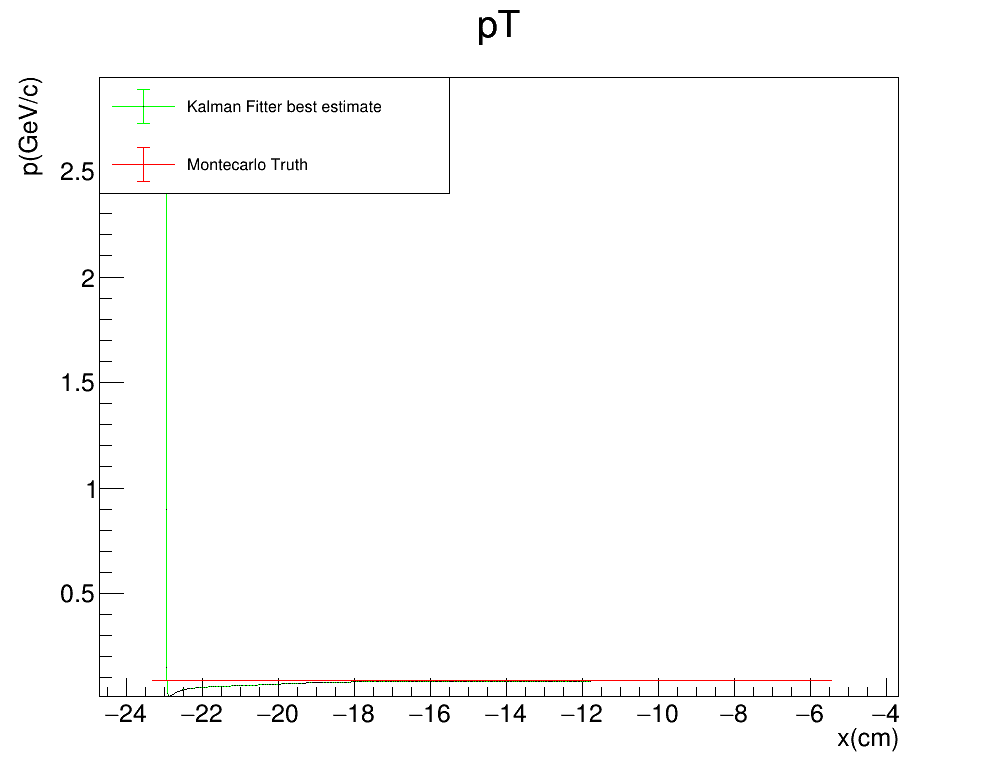 pT
p(GeV/c)
Kalman Fitter best estimate
Montecarlo Truth
2.5
2
1.5
1
0.5
−24 −22 −20 −18 −16 −14 −12 −10 −8 −6 −4
x(cm)